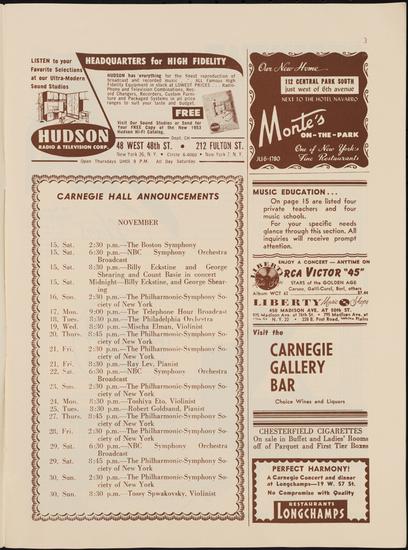 3
LISTEN to your
Favorite Selections
at our Ultra-Modern
Sound Studios
HEADQUARTERS for HIGH FIDELITY
HUDSON has everything for the finest reproduction of
broadcast and recorded music. ALL Famous High
Fidelity Equipment in stock at LOWEST PRICES . . . Radio-
Phono and Television Combinations, Rec-
ord Changers, Recorders, Custom Furni-
ture and Packaged Systems in all price
ranges to suit your taste and budget.
FREE
Visit Our Sound Studios or Send for
Your FREE Copy of the New 1953
Hudson Hi-Fi Catalog.
Dept. CH
HUDSON
RADIO & TELEVISION CORP.
48 WEST 48th ST. • 212 FULTON ST.
New York 36, N. Y. • Circle 6-4060 • New York 7, N. Y.
Open Thursdays Until 9 P.M. All Day Saturday
CARNEGIE HALL ANNOUNCEMENTS
NOVEMBER
15. Sat. 2:30 p.m.—The Boston Symphony
15. Sat. 6:30 p.m.—NBC Symphony Orchestra
Broadcast
15. Sat. 8:30 p.m.—Billy Eckstine and George
Shearing and Count Basie in concert
15. Sat. Midnight—Billy Eckstine, and George Shear-
ing
16. Sun. 2:30 p.m.—The Philharmonic-Symphony So-
ciety of New York
17. Mon. 9:00 p.m.—The Telephone Hour Broadcast
18. Tues. 8:30 p.m.—The Philadelphia Orchestra
19. Wed. 8:30 p.m.—Mischa Elman, Violinist
20. Thurs. 8:45 p.m.—The Philharmonic-Symphony So-
ciety of New York
21. Fri. 2:30 p.m.—The Philharmonic-Symphony So-
ciety of New York
21. Fri. 8:30 p.m.—Ray Lev, Pianist
22. Sat. 6:30 p.m.—NBC Symphony Orchestra
Broadcast
23. Sun. 2:30 p.m.—The Philharmonic-Symphony So-
ciety of New York
24. Mon. 8:30 p.m.—Toshiya Eto, Violinist
25. Tues. 8:30 p.m.—Robert Goldsand, Pianist
27. Thurs. 8:45 p.m.—The Philharmonic-Symphony So-
ciety of New York
28. Fri. 2:30 p.m.—The Philharmonic-Symphony So-
ciety of New York
29. Sat. 6:30 p.m.—NBC Symphony Orchestra
Broadcast
29. Sat. 8:45 p.m.—The Philharmonic-Symphony So-
ciety of New York
30. Sun. 2:30 p.m.—The Philharmonic-Symphony So-
ciety of New York
30. Sun. 8:30 p.m.—Tossy Spwakovsky, Violinist
Our New Home
112 CENTRAL PARK SOUTH
just west of 6th avenue
NEXT TO THE HOTEL NAVARRO
Monte's
ON-THE-PARK
One of New York's
Fine Restaurants
MUSIC EDUCATION . . .
On page 15 are listed four
private teachers and four
music schools.
For your specific needs
glance through this section. All
inquiries will receive prompt
attention.
ENJOY A CONCERT — ANYTIME ON
RCA VICTOR "45"
STARS of the GOLDEN AGE
Caruso, Galli-Curci, Bori, others
LIBERTY Music Shops
450 MADISON AVE. AT 50th ST.
Visit the
CARNEGIE
GALLERY
BAR
Choice Wines and Liquors
CHESTERFIELD CIGARETTES
On sale in Buffet and Ladies' Rooms
off of Parquet and First Tier Boxes
PERFECT HARMONY!
A Carnegie Concert and dinner
at Longchamps—19 W. 57 St.
No Compromise with Quality
RESTAURANTS
LONGCHAMPS